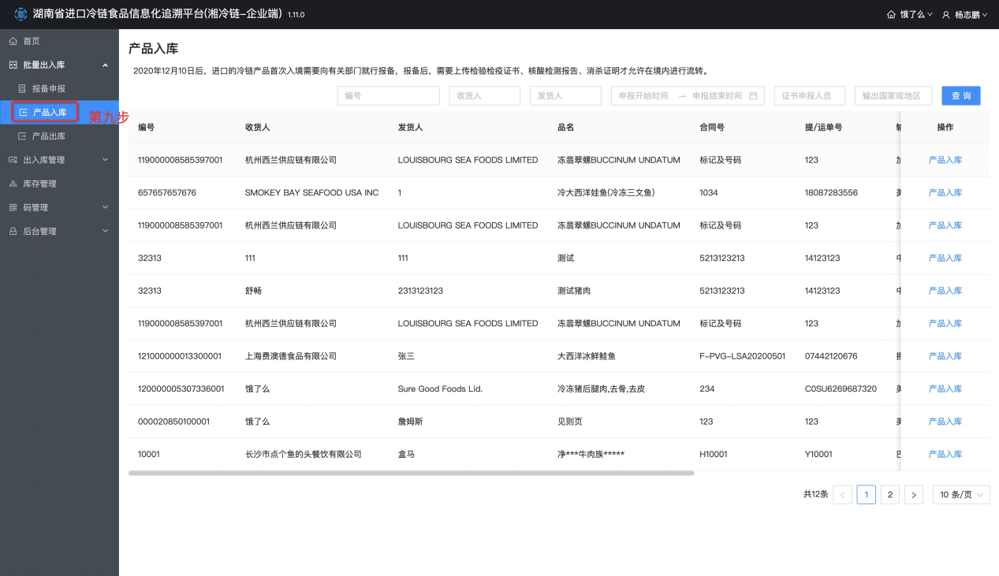 湖南省进口冷链食品信息化追溯平台(湘冷链-企业端) 1.11.0
饿了么 杨志鹏
首页
批量出入库
报备申报
产品入库
第九步
产品出库
出入库管理
库存管理
码管理
后台管理
产品入库
2020年12月10日后，进口的冷链产品首次入境需要向有关部门就行报备，报备后，需要上传检验检疫证书、核酸检测报告、消杀证明才允许在境内进行流转。
编号 收货人 发货人 申报开始时间 → 申报结束时间 证书申报人员 输出国家或地区 查 询
编号 收货人 发货人 品名 合同号 提/运单号 操作
119000008585397001 杭州西兰供应链有限公司 LOUISBOURG SEA FOODS LIMITED 冻翡翠螺BUCCINUM UNDATUM 标记及号码 123 产品入库
657657657676 SMOKEY BAY SEAFOOD USA INC 1 冷大西洋娃鱼(冷冻三文鱼) 1034 18087283556 产品入库
119000008585397001 杭州西兰供应链有限公司 LOUISBOURG SEA FOODS LIMITED 冻翡翠螺BUCCINUM UNDATUM 标记及号码 123 产品入库
32313 111 111 测试 5213123213 14123123 产品入库
32313 舒畅 2313123123 测试猪肉 5213123213 14123123 产品入库
119000008585397001 杭州西兰供应链有限公司 LOUISBOURG SEA FOODS LIMITED 冻翡翠螺BUCCINUM UNDATUM 标记及号码 123 产品入库
121000000013300001 上海费澳德食品有限公司 张三 大西洋冰鲜鲑鱼 F-PVG-LSA20200501 07442120676 产品入库
120000005307336001 饿了么 Sure Good Foods Lid. 冷冻猪后腿肉,去骨,去皮 234 C0SU6269687320 产品入库
000020850100001 饿了么 詹姆斯 见则页 123 123 产品入库
10001 长沙市点个鱼的头餐饮有限公司 盒马 净***牛肉族***** H10001 Y10001 产品入库
共12条 < 1 2 > 10 条/页